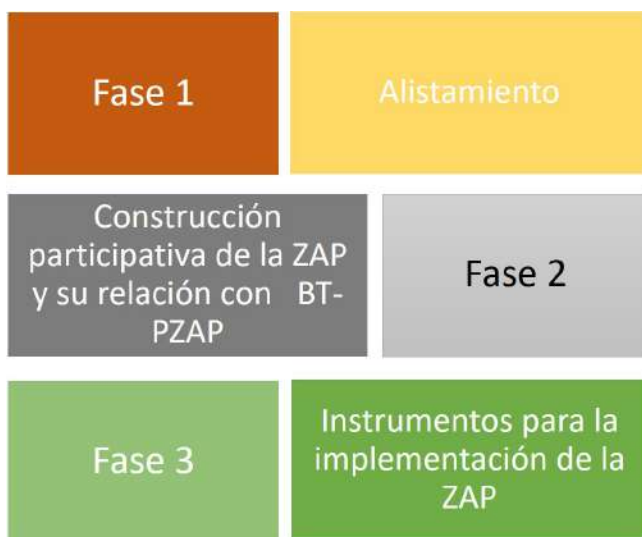 Fase 1
Alistamiento
Construcción
participativa de la ZAP
y su relación con BT-
PZAP
Fase 2
Fase 3
Instrumentos para la
implementación de la
ZAP